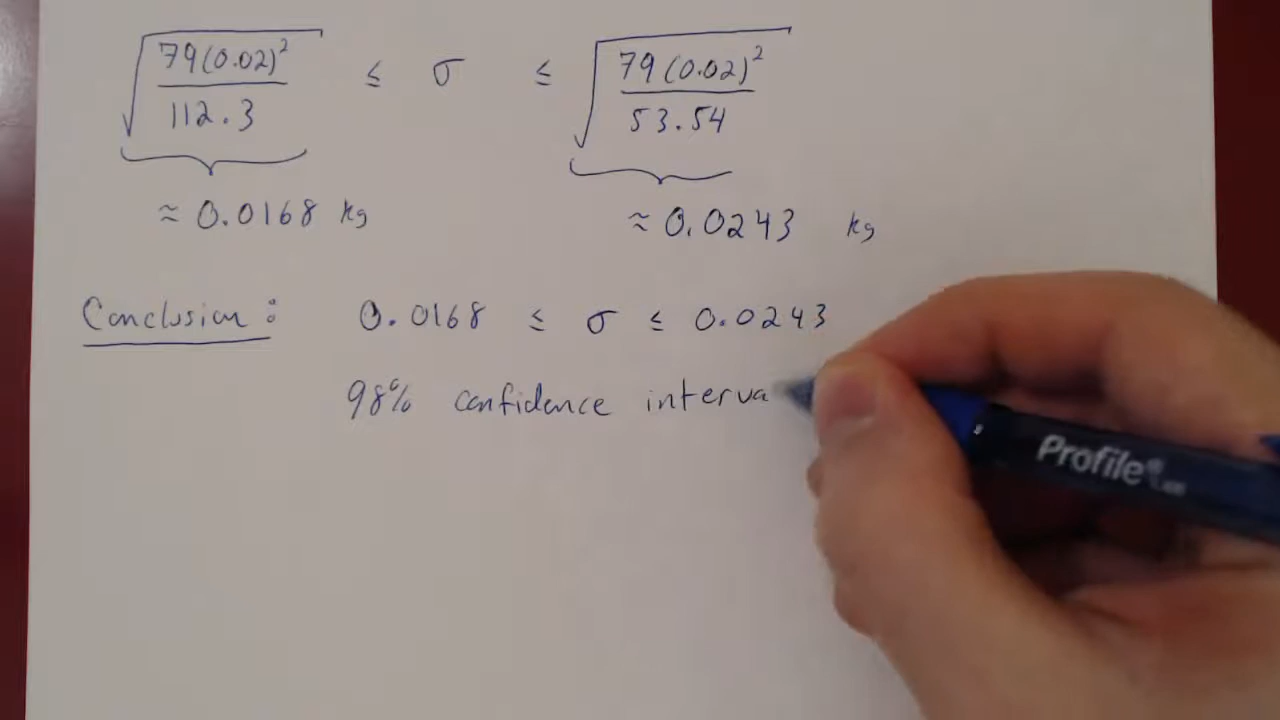 √(79(0.02)²/112.3) ≤ σ ≤ √(79(0.02)²/53.54)
≈ 0.0168 kg ≈ 0.0243 kg
Conclusion: 0.0168 ≤ σ ≤ 0.0243
98% confidence interva
Profile